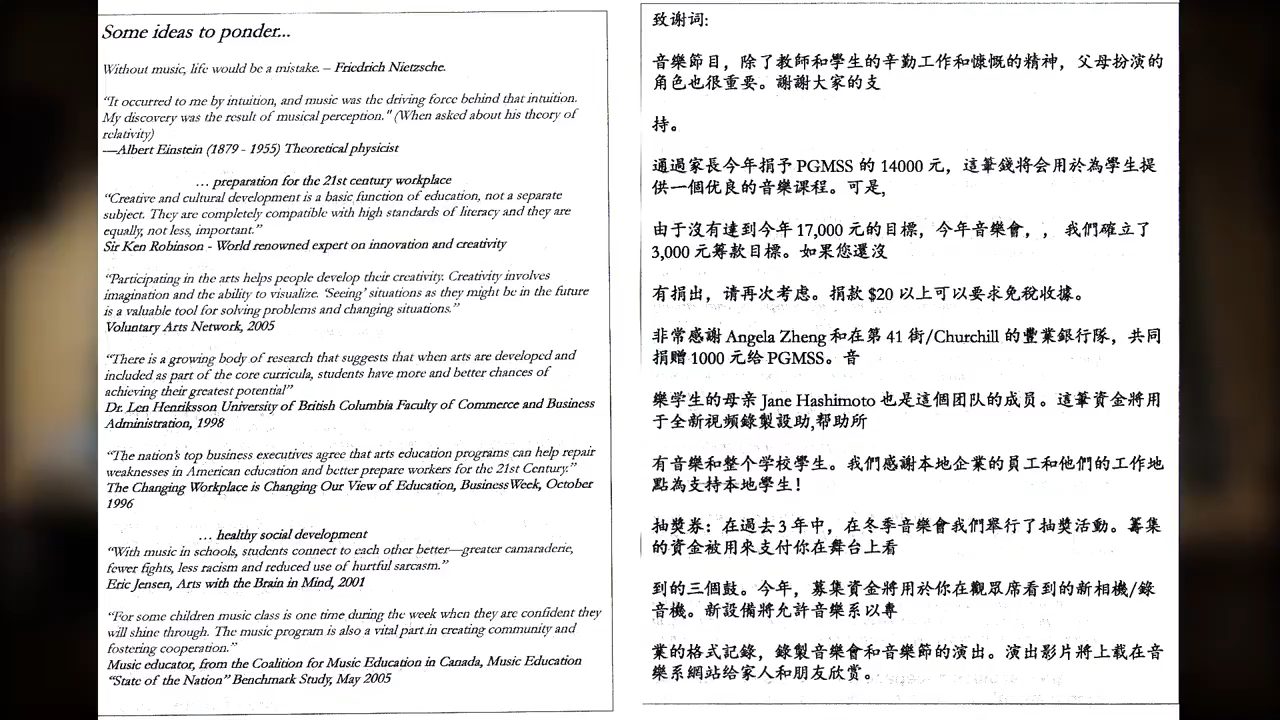 Some ideas to ponder...
Without music, life would be a mistake. – Friedrich Nietzsche.
"It occurred to me by intuition, and music was the driving force behind that intuition.
My discovery was the result of musical perception." (When asked about his theory of
relativity)
—Albert Einstein (1879 - 1955) Theoretical physicist
... preparation for the 21st century workplace
"Creative and cultural development is a basic function of education, not a separate
subject. They are completely compatible with high standards of literacy and they are
equally, not less, important."
Sir Ken Robinson - World renowned expert on innovation and creativity
"Participating in the arts helps people develop their creativity. Creativity involves
imagination and the ability to visualize. 'Seeing' situations as they might be in the future
is a valuable tool for solving problems and changing situations."
Voluntary Arts Network, 2005
"There is a growing body of research that suggests that when arts are developed and
included as part of the core curricula, students have more and better chances of
achieving their greatest potential"
Dr. Len Henriksson University of British Columbia Faculty of Commerce and Business
Administration, 1998
"The nation's top business executives agree that arts education programs can help repair
weaknesses in American education and better prepare workers for the 21st Century."
The Changing Workplace is Changing Our View of Education, BusinessWeek, October
1996
... healthy social development
"With music in schools, students connect to each other better—greater camaraderie,
fewer fights, less racism and reduced use of hurtful sarcasm."
Eric Jensen, Arts with the Brain in Mind, 2001
"For some children music class is one time during the week when they are confident they
will shine through. The music program is also a vital part in creating community and
fostering cooperation."
Music educator, from the Coalition for Music Education in Canada, Music Education
"State of the Nation" Benchmark Study, May 2005
致谢词:
音樂節目，除了教師和學生的辛勤工作和慷慨的精神，父母扮演的
角色也很重要。謝謝大家的支
持。
通過家長今年捐予 PGMSS 的 14000 元，這筆錢将会用於為學生提
供一個优良的音樂课程。可是,
由于沒有達到今年 17,000 元的目標，今年音樂會，，我們確立了
3,000 元筹款目標。如果您還沒
有捐出，请再次考虑。捐款 $20 以上可以要求免稅收據。
非常感謝 Angela Zheng 和在第 41 街/Churchill 的豐業銀行隊，共同
捐赠 1000 元给 PGMSS。音
樂学生的母亲 Jane Hashimoto 也是這個团队的成員。這筆資金將用
于全新視頻錄製設助,帮助所
有音樂和整个学校學生。我們感謝本地企業的員工和他們的工作地
點為支持本地學生！
抽獎券：在過去 3 年中，在冬季音樂會我們舉行了抽獎活動。籌集
的資金被用來支付你在舞台上看
到的三個鼓。今年，募集資金將用於你在觀眾席看到的新相機/錄
音機。新設備將允許音樂系以專
業的格式記錄，錄製音樂會和音樂節的演出。演出影片將上载在音
樂系網站给家人和朋友欣赏。